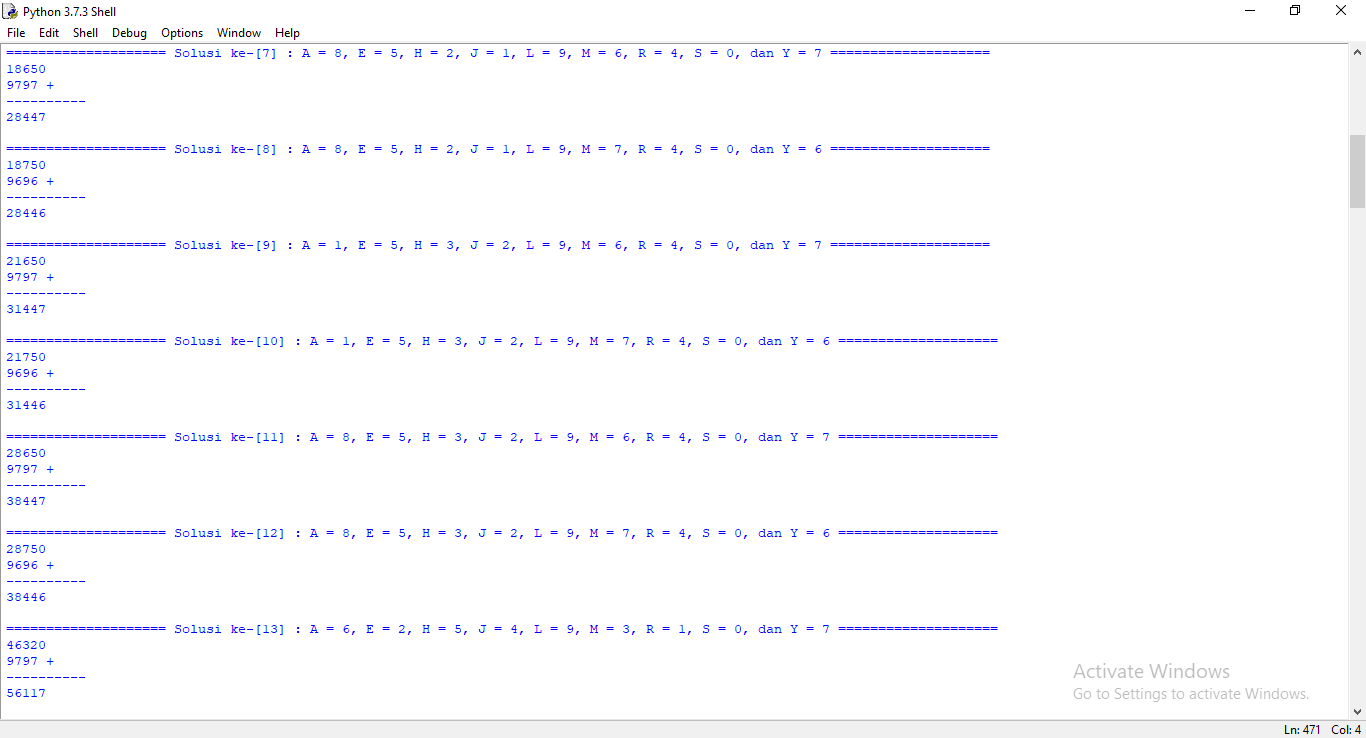 Python 3.7.3 Shell
File Edit Shell Debug Options Window Help
==================== Solusi ke-[7] : A = 8, E = 5, H = 2, J = 1, L = 9, M = 6, R = 4, S = 0, dan Y = 7 ====================
18650
9797 +
----------
28447
==================== Solusi ke-[8] : A = 8, E = 5, H = 2, J = 1, L = 9, M = 7, R = 4, S = 0, dan Y = 6 ====================
18750
9696 +
----------
28446
==================== Solusi ke-[9] : A = 1, E = 5, H = 3, J = 2, L = 9, M = 6, R = 4, S = 0, dan Y = 7 ====================
21650
9797 +
----------
31447
==================== Solusi ke-[10] : A = 1, E = 5, H = 3, J = 2, L = 9, M = 7, R = 4, S = 0, dan Y = 6 ====================
21750
9696 +
----------
31446
==================== Solusi ke-[11] : A = 8, E = 5, H = 3, J = 2, L = 9, M = 6, R = 4, S = 0, dan Y = 7 ====================
28650
9797 +
----------
38447
==================== Solusi ke-[12] : A = 8, E = 5, H = 3, J = 2, L = 9, M = 7, R = 4, S = 0, dan Y = 6 ====================
28750
9696 +
----------
38446
==================== Solusi ke-[13] : A = 6, E = 2, H = 5, J = 4, L = 9, M = 3, R = 1, S = 0, dan Y = 7 ====================
46320
9797 +
----------
56117
Activate Windows
Go to Settings to activate Windows.
Ln: 471 Col: 4